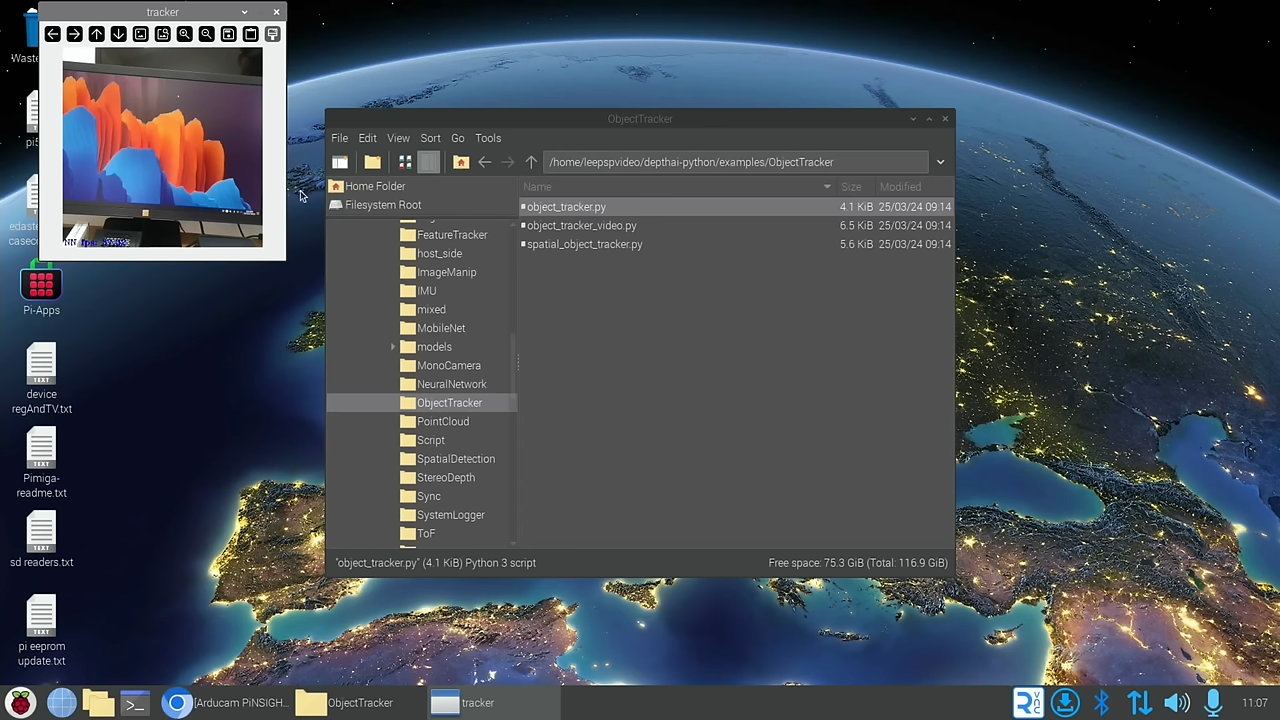 tracker
Waste
pi5
edaste
casecc
Pi-Apps
device
regAndTV.txt
Pimiga-
readme.txt
sd readers.txt
pi eeprom
update.txt
ObjectTracker
File Edit View Sort Go Tools
/home/leepspvideo/depthai-python/examples/ObjectTracker
Home Folder
Filesystem Root
FeatureTracker
host_side
ImageManip
IMU
mixed
MobileNet
models
MonoCamera
NeuralNetwork
ObjectTracker
PointCloud
Script
SpatialDetection
StereoDepth
Sync
SystemLogger
ToF
Name Size Modified
object_tracker.py 4.1 KiB 25/03/24 09:14
object_tracker_video.py 6.5 KiB 25/03/24 09:14
spatial_object_tracker.py 5.6 KiB 25/03/24 09:14
"object_tracker.py" (4.1 KiB) Python 3 script Free space: 75.3 GiB (Total: 116.9 GiB)
[Arducam PiNSIGH... ObjectTracker tracker 11:07